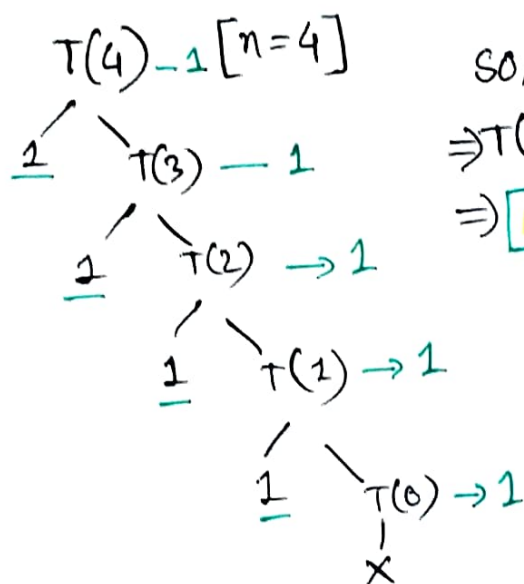 T(4) - 1 [n=4]
1 T(3) — 1
1 T(2) → 1
1 T(1) → 1
1 T(0) → 1
X
SO,
⇒T(
⇒[